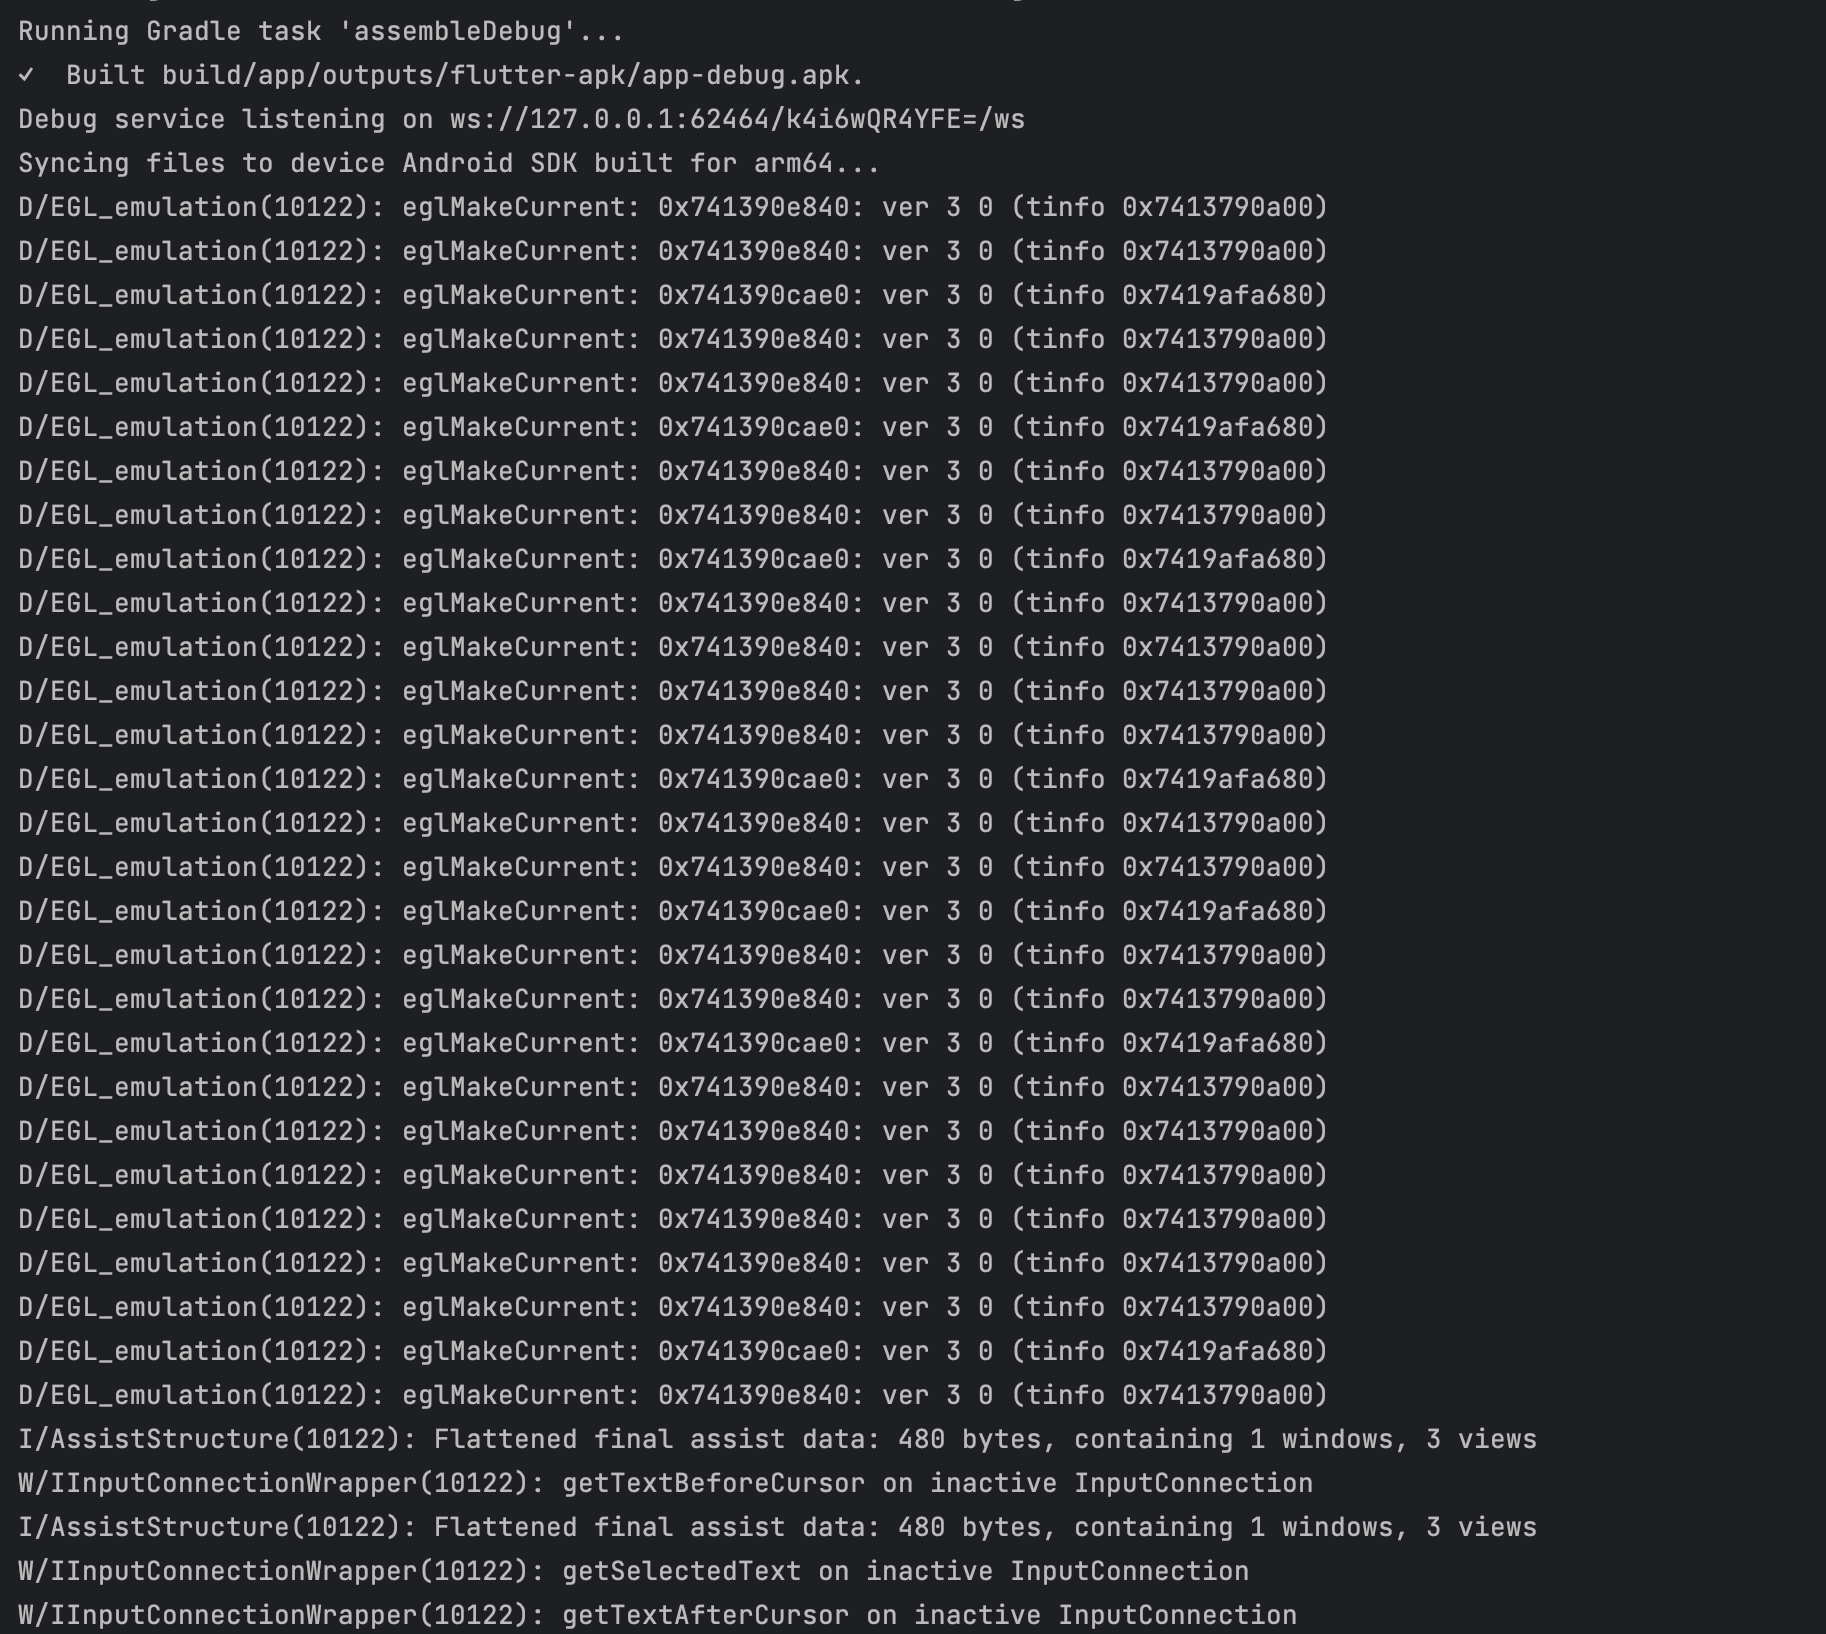 Running Gradle task 'assembleDebug'...
✓  Built build/app/outputs/flutter-apk/app-debug.apk.
Debug service listening on ws://127.0.0.1:62464/k4i6wQR4YFE=/ws
Syncing files to device Android SDK built for arm64...
D/EGL_emulation(10122): eglMakeCurrent: 0x741390e840: ver 3 0 (tinfo 0x7413790a00)
D/EGL_emulation(10122): eglMakeCurrent: 0x741390e840: ver 3 0 (tinfo 0x7413790a00)
D/EGL_emulation(10122): eglMakeCurrent: 0x741390cae0: ver 3 0 (tinfo 0x7419afa680)
D/EGL_emulation(10122): eglMakeCurrent: 0x741390e840: ver 3 0 (tinfo 0x7413790a00)
D/EGL_emulation(10122): eglMakeCurrent: 0x741390e840: ver 3 0 (tinfo 0x7413790a00)
D/EGL_emulation(10122): eglMakeCurrent: 0x741390cae0: ver 3 0 (tinfo 0x7419afa680)
D/EGL_emulation(10122): eglMakeCurrent: 0x741390e840: ver 3 0 (tinfo 0x7413790a00)
D/EGL_emulation(10122): eglMakeCurrent: 0x741390e840: ver 3 0 (tinfo 0x7413790a00)
D/EGL_emulation(10122): eglMakeCurrent: 0x741390cae0: ver 3 0 (tinfo 0x7419afa680)
D/EGL_emulation(10122): eglMakeCurrent: 0x741390e840: ver 3 0 (tinfo 0x7413790a00)
D/EGL_emulation(10122): eglMakeCurrent: 0x741390e840: ver 3 0 (tinfo 0x7413790a00)
D/EGL_emulation(10122): eglMakeCurrent: 0x741390e840: ver 3 0 (tinfo 0x7413790a00)
D/EGL_emulation(10122): eglMakeCurrent: 0x741390e840: ver 3 0 (tinfo 0x7413790a00)
D/EGL_emulation(10122): eglMakeCurrent: 0x741390cae0: ver 3 0 (tinfo 0x7419afa680)
D/EGL_emulation(10122): eglMakeCurrent: 0x741390e840: ver 3 0 (tinfo 0x7413790a00)
D/EGL_emulation(10122): eglMakeCurrent: 0x741390e840: ver 3 0 (tinfo 0x7413790a00)
D/EGL_emulation(10122): eglMakeCurrent: 0x741390cae0: ver 3 0 (tinfo 0x7419afa680)
D/EGL_emulation(10122): eglMakeCurrent: 0x741390e840: ver 3 0 (tinfo 0x7413790a00)
D/EGL_emulation(10122): eglMakeCurrent: 0x741390e840: ver 3 0 (tinfo 0x7413790a00)
D/EGL_emulation(10122): eglMakeCurrent: 0x741390cae0: ver 3 0 (tinfo 0x7419afa680)
D/EGL_emulation(10122): eglMakeCurrent: 0x741390e840: ver 3 0 (tinfo 0x7413790a00)
D/EGL_emulation(10122): eglMakeCurrent: 0x741390e840: ver 3 0 (tinfo 0x7413790a00)
D/EGL_emulation(10122): eglMakeCurrent: 0x741390e840: ver 3 0 (tinfo 0x7413790a00)
D/EGL_emulation(10122): eglMakeCurrent: 0x741390e840: ver 3 0 (tinfo 0x7413790a00)
D/EGL_emulation(10122): eglMakeCurrent: 0x741390e840: ver 3 0 (tinfo 0x7413790a00)
D/EGL_emulation(10122): eglMakeCurrent: 0x741390e840: ver 3 0 (tinfo 0x7413790a00)
D/EGL_emulation(10122): eglMakeCurrent: 0x741390cae0: ver 3 0 (tinfo 0x7419afa680)
D/EGL_emulation(10122): eglMakeCurrent: 0x741390e840: ver 3 0 (tinfo 0x7413790a00)
I/AssistStructure(10122): Flattened final assist data: 480 bytes, containing 1 windows, 3 views
W/IInputConnectionWrapper(10122): getTextBeforeCursor on inactive InputConnection
I/AssistStructure(10122): Flattened final assist data: 480 bytes, containing 1 windows, 3 views
W/IInputConnectionWrapper(10122): getSelectedText on inactive InputConnection
W/IInputConnectionWrapper(10122): getTextAfterCursor on inactive InputConnection